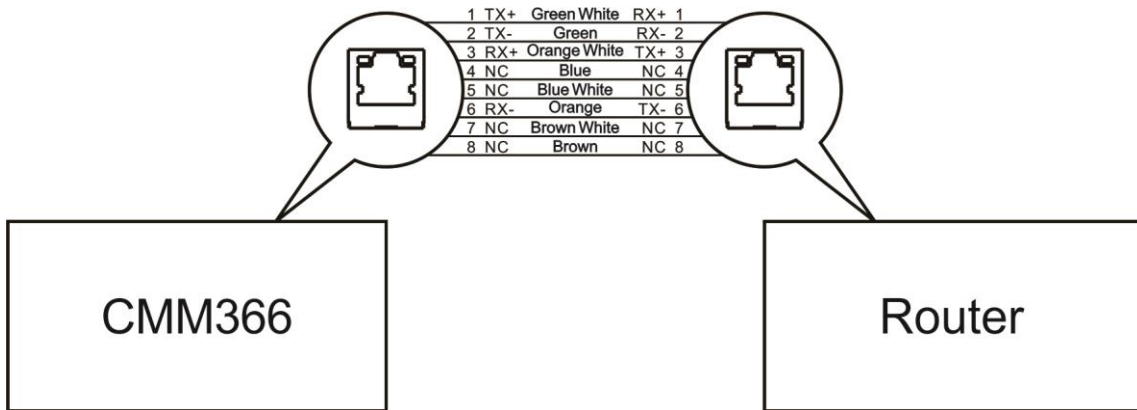 1 TX+ Green White RX+ 1
2 TX- Green RX- 2
3 RX+ Orange White TX+ 3
4 NC Blue NC 4
5 NC Blue White NC 5
6 RX- Orange TX- 6
7 NC Brown White NC 7
8 NC Brown NC 8
CMM366
Router